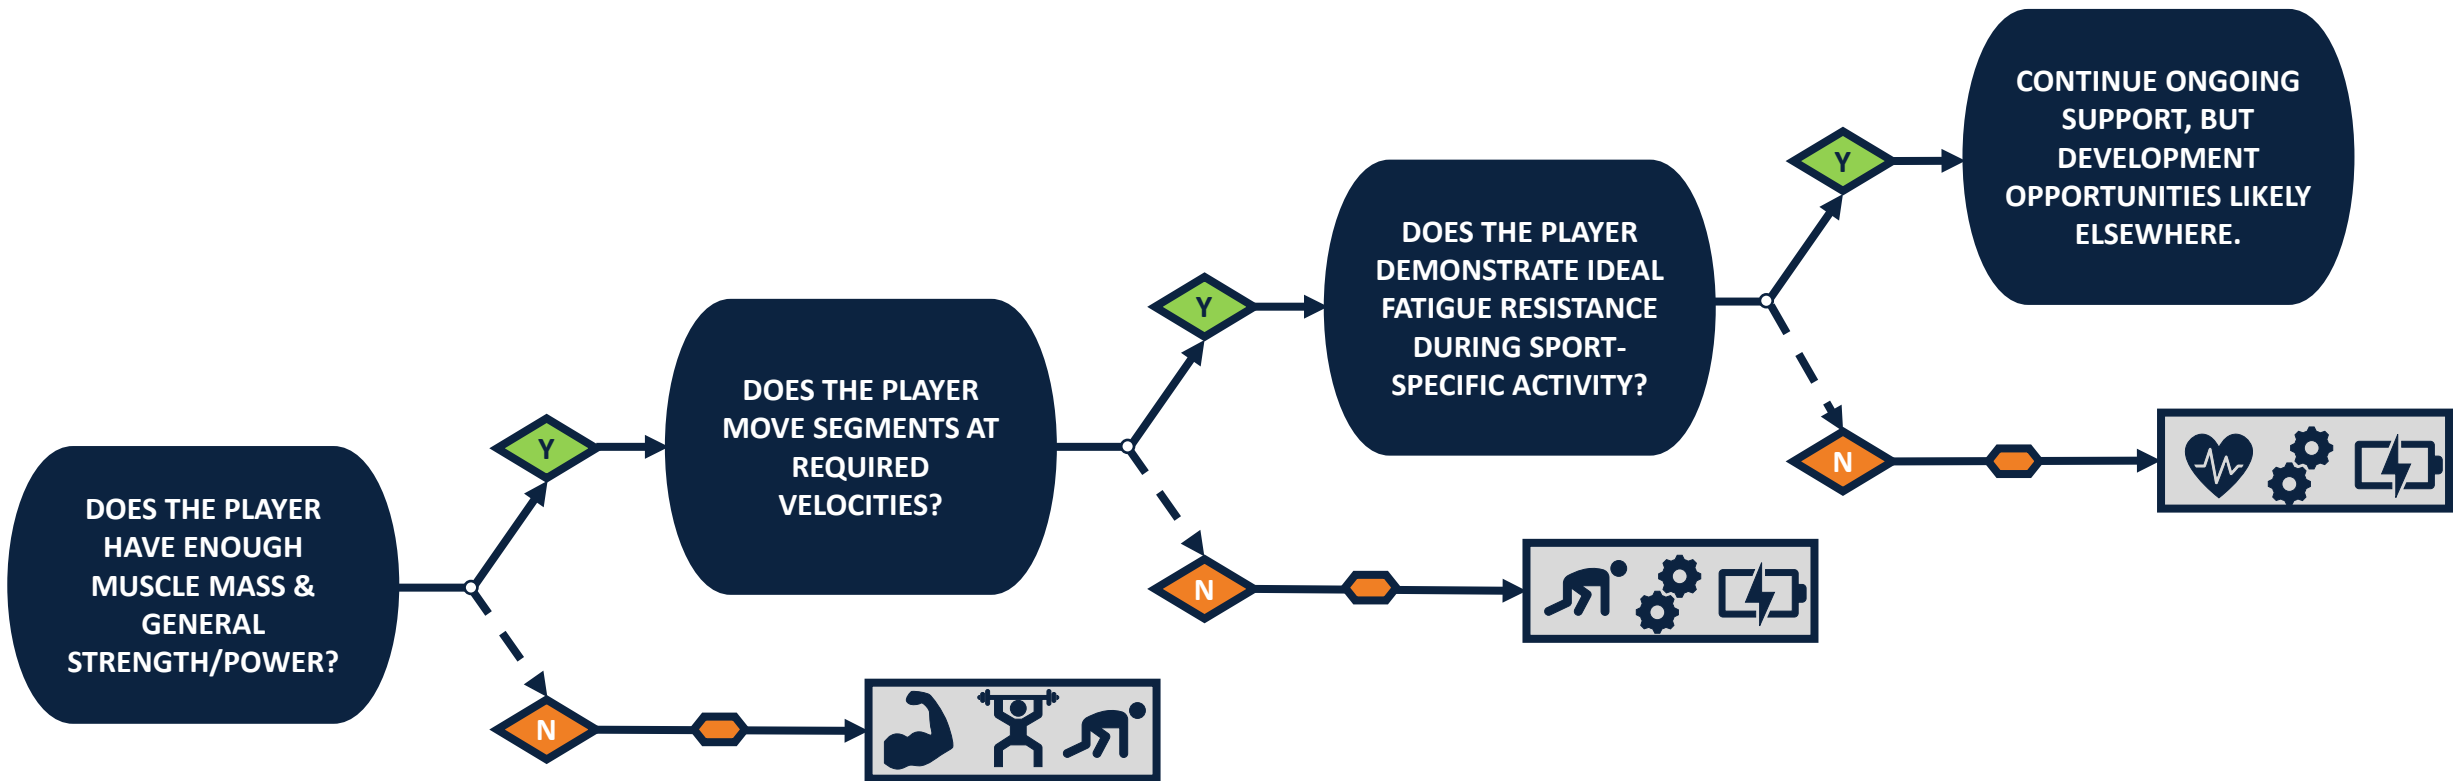 DOES THE PLAYER
HAVE ENOUGH
MUSCLE MASS &
GENERAL
STRENGTH/POWER?
Y
N
DOES THE PLAYER
MOVE SEGMENTS AT
REQUIRED
VELOCITIES?
Y
N
DOES THE PLAYER
DEMONSTRATE IDEAL
FATIGUE RESISTANCE
DURING SPORT-
SPECIFIC ACTIVITY?
Y
N
CONTINUE ONGOING
SUPPORT, BUT
DEVELOPMENT
OPPORTUNITIES LIKELY
ELSEWHERE.